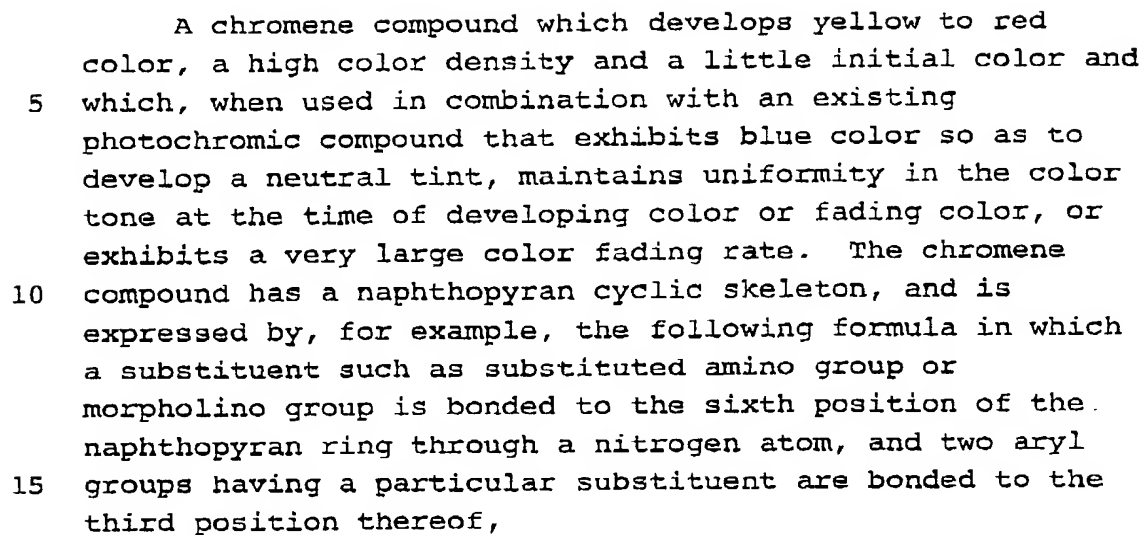 A chromene compound which develops yellow to red
color, a high color density and a little initial color and
5 which, when used in combination with an existing
photochromic compound that exhibits blue color so as to
develop a neutral tint, maintains uniformity in the color
tone at the time of developing color or fading color, or
exhibits a very large color fading rate. The chromene
10 compound has a naphthopyran cyclic skeleton, and is
expressed by, for example, the following formula in which
a substituent such as substituted amino group or
morpholino group is bonded to the sixth position of the
naphthopyran ring through a nitrogen atom, and two aryl
15 groups having a particular substituent are bonded to the
third position thereof,